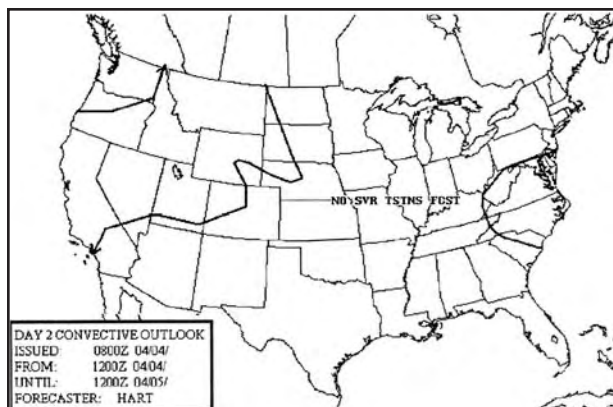 NO SVR TSTMS FCST
DAY 2 CONVECTIVE OUTLOOK
ISSUED: 0800Z 04/04/
FROM: 1200Z 04/04/
UNTIL: 1200Z 04/05/
FORECASTER: HART